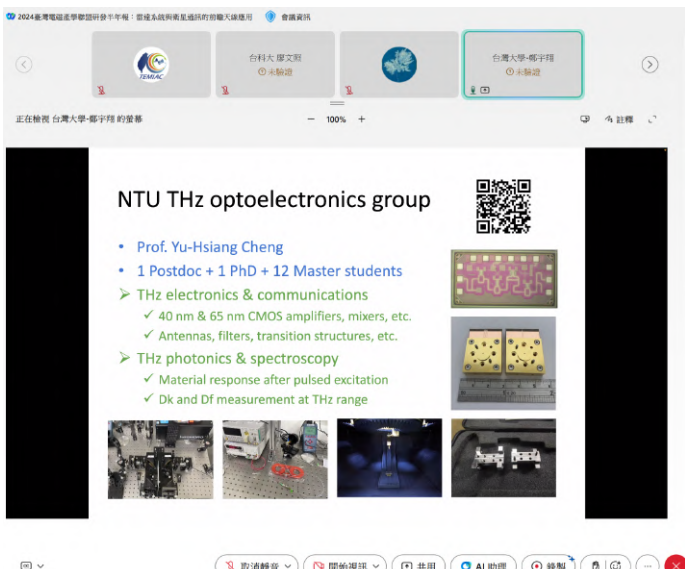 2024臺灣電磁產學聯盟研發半年報：雷達系統與衛星通訊的前瞻天線應用 會議資訊
TEMIAC
台科大 廖文照
未驗證
台灣大學-鄭宇翔
未驗證
正在檢視 台灣大學-鄭宇翔 的螢幕
− 100% +
註釋
NTU THz optoelectronics group
• Prof. Yu-Hsiang Cheng
• 1 Postdoc + 1 PhD + 12 Master students
➢ THz electronics & communications
✓ 40 nm & 65 nm CMOS amplifiers, mixers, etc.
✓ Antennas, filters, transition structures, etc.
➢ THz photonics & spectroscopy
✓ Material response after pulsed excitation
✓ Dk and Df measurement at THz range
取消靜音
開始視訊
共用
AI 助理
錄製